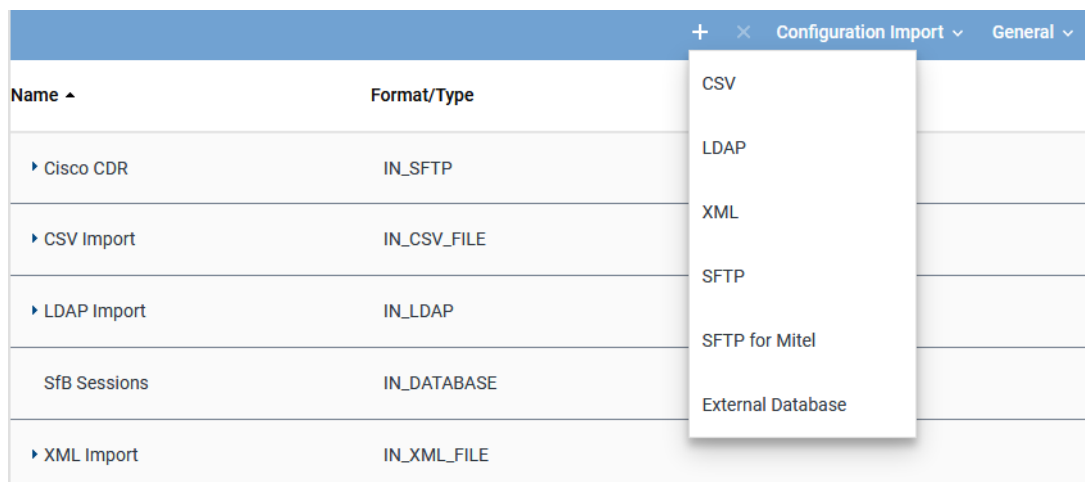 Configuration Import General
Name Format/Type
CSV
Cisco CDR IN_SFTP
LDAP
XML
CSV Import IN_CSV_FILE
SFTP
LDAP Import IN_LDAP
SFTP for Mitel
SfB Sessions IN_DATABASE
External Database
XML Import IN_XML_FILE